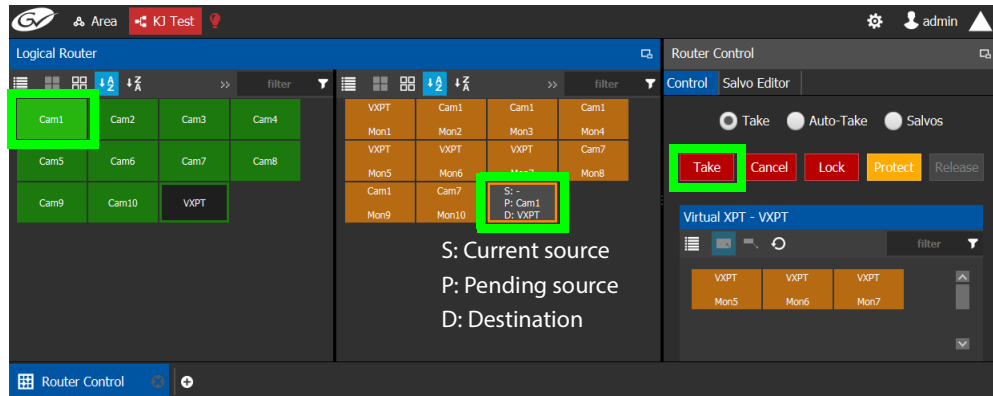 GV Area KJ Test admin
Logical Router
Router Control
A Z Z A >> filter
A Z Z A >> filter
Control Salvo Editor
Cam1 Cam2 Cam3 Cam4
Cam5 Cam6 Cam7 Cam8
Cam9 Cam10 VXPT
VXPT Cam1 Cam1 Cam1
Mon1 Mon2 Mon3 Mon4
VXPT VXPT VXPT Cam7
Mon5 Mon6 Mon7 Mon8
Cam1 Cam7 S: -
P: Cam1
Mon9 Mon10 D: VXPT
S: Current source
P: Pending source
D: Destination
Take Auto-Take Salvos
Take Cancel Lock Protect Release
Virtual XPT - VXPT
filter
VXPT VXPT VXPT
Mon5 Mon6 Mon7
Router Control